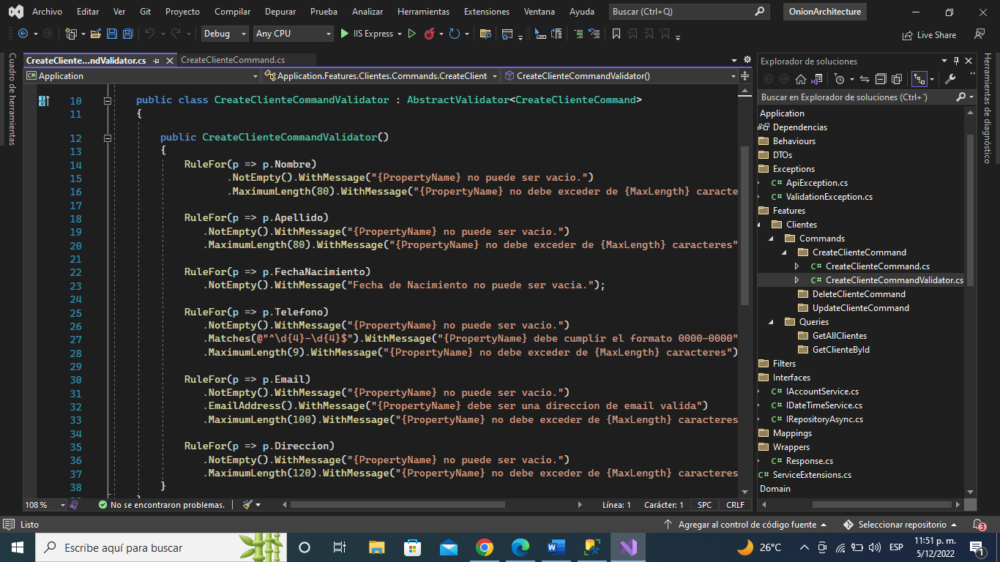 Archivo Editar Ver Git Proyecto Compilar Depurar Prueba Analizar Herramientas Extensiones Ventana Ayuda Buscar (Ctrl+Q) OnionArchitecture
Debug Any CPU IIS Express Live Share
Cuadro de herramientas
CreateCliente...ndValidator.cs CreateClienteCommand.cs
Application Application.Features.Clientes.Commands.CreateClient CreateClienteCommandValidator()
10 public class CreateClienteCommandValidator : AbstractValidator<CreateClienteCommand>
11 {
12 public CreateClienteCommandValidator()
13 {
14 RuleFor(p => p.Nombre)
15 .NotEmpty().WithMessage("{PropertyName} no puede ser vacio.")
16 .MaximumLength(80).WithMessage("{PropertyName} no debe exceder de {MaxLength} caracte
17
18 RuleFor(p => p.Apellido)
19 .NotEmpty().WithMessage("{PropertyName} no puede ser vacio.")
20 .MaximumLength(80).WithMessage("{PropertyName} no debe exceder de {MaxLength} caracteres"
21
22 RuleFor(p => p.FechaNacimiento)
23 .NotEmpty().WithMessage("Fecha de Nacimiento no puede ser vacia.");
24
25 RuleFor(p => p.Telefono)
26 .NotEmpty().WithMessage("{PropertyName} no puede ser vacio.")
27 .Matches(@"^\d{4}-\d{4}$").WithMessage("{PropertyName} debe cumplir el formato 0000-0000"
28 .MaximumLength(9).WithMessage("{PropertyName} no debe exceder de {MaxLength} caracteres")
29
30 RuleFor(p => p.Email)
31 .NotEmpty().WithMessage("{PropertyName} no puede ser vacio.")
32 .EmailAddress().WithMessage("{PropertyName} debe ser una direccion de email valida")
33 .MaximumLength(100).WithMessage("{PropertyName} no debe exceder de {MaxLength} caracteres
34
35 RuleFor(p => p.Direccion)
36 .NotEmpty().WithMessage("{PropertyName} no puede ser vacio.")
37 .MaximumLength(120).WithMessage("{PropertyName} no debe exceder de {MaxLength} caracteres
38 }
108 % No se encontraron problemas. Línea: 1 Carácter: 1 SPC CRLF
Explorador de soluciones
Buscar en Explorador de soluciones (Ctrl+´)
Application
Dependencias
Behaviours
DTOs
Exceptions
C# ApiException.cs
C# ValidationException.cs
Features
Clientes
Commands
CreateClienteCommand
C# CreateClienteCommand.cs
C# CreateClienteCommandValidator.cs
DeleteClienteCommand
UpdateClienteCommand
Queries
GetAllClientes
GetClienteById
Filters
Interfaces
C# IAccountService.cs
C# IDateTimeService.cs
C# IRepositoryAsync.cs
Mappings
Wrappers
C# Response.cs
C# ServiceExtensions.cs
Domain
Herramientas de diagnóstico
Listo Agregar al control de código fuente Seleccionar repositorio 3
Escribe aquí para buscar 26°C ESP 11:51 p. m.
5/12/2022 1